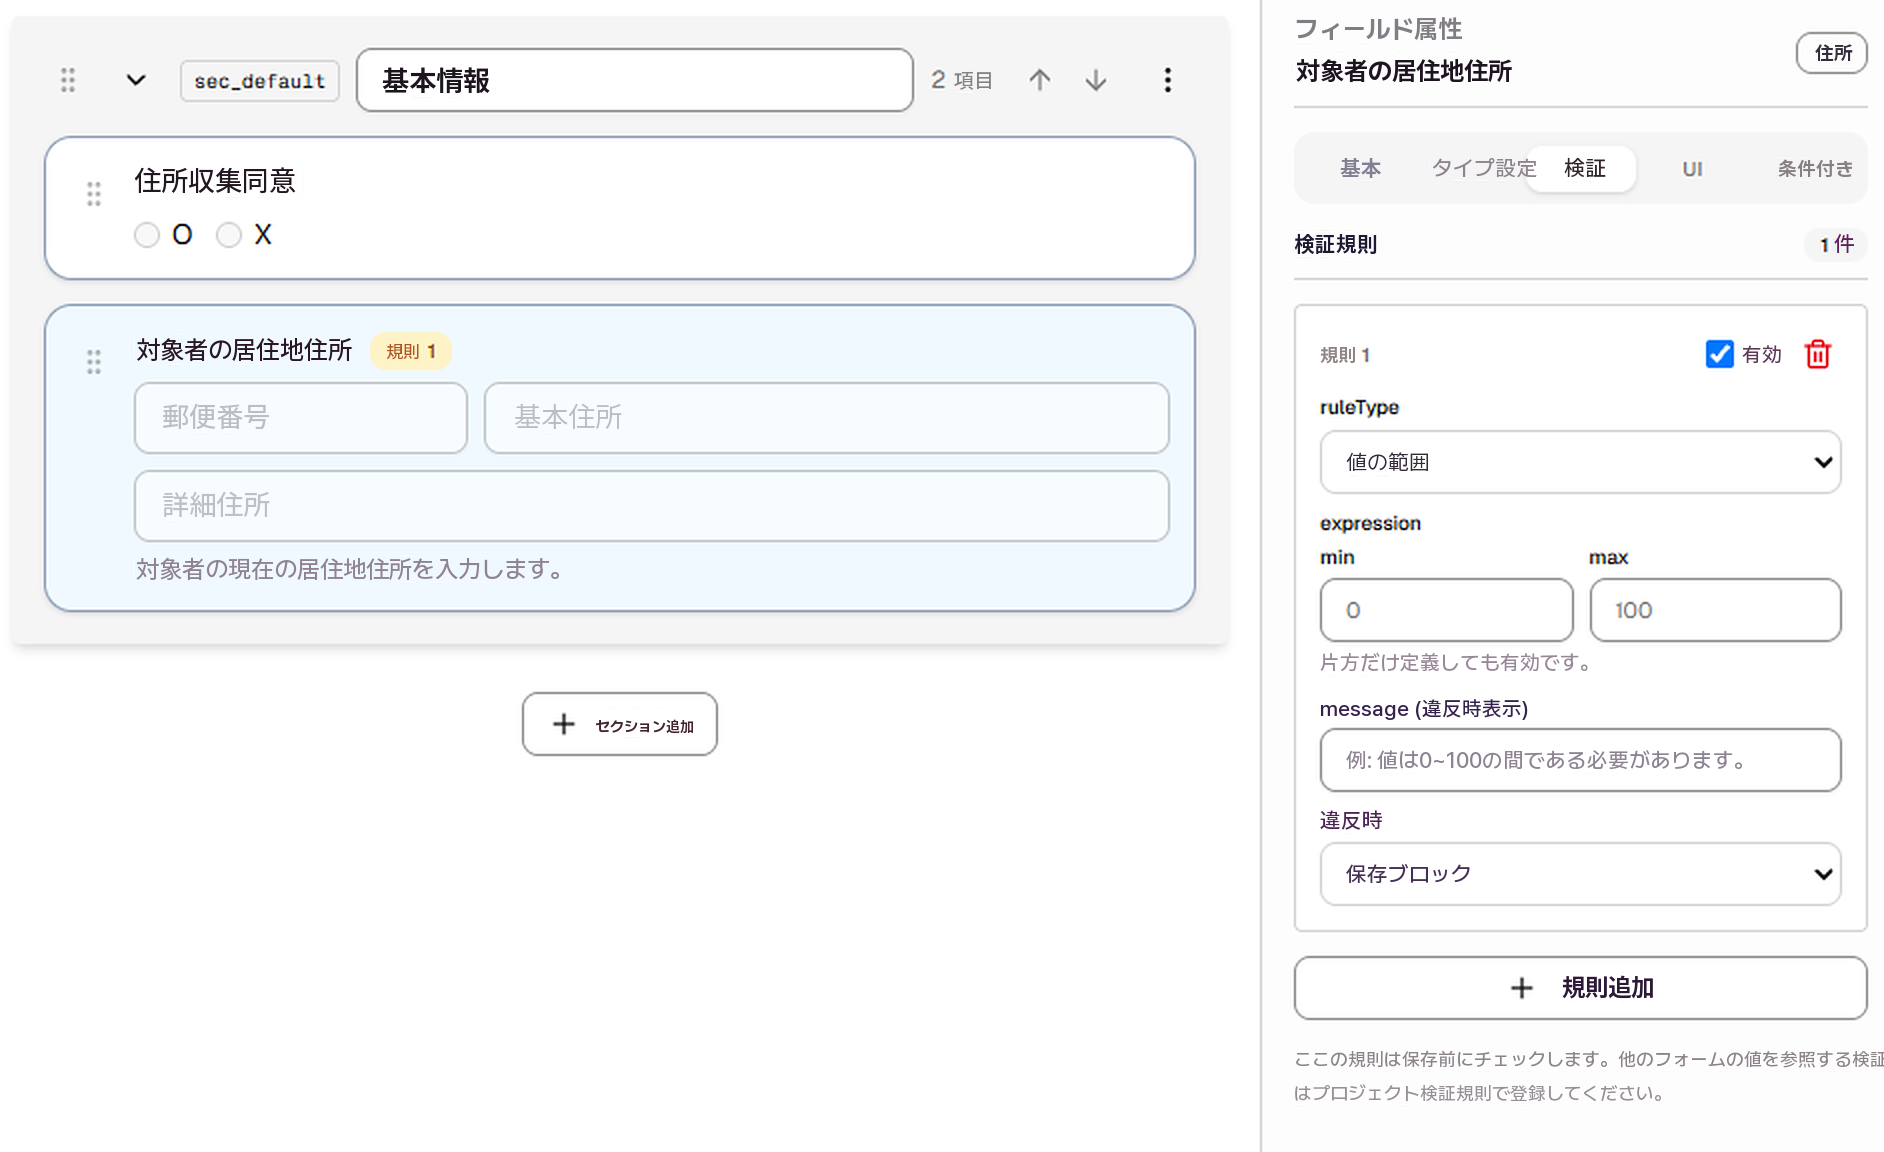 sec_default
基本情報
2 項目
住所収集同意
O
X
対象者の居住地住所
規則 1
郵便番号
基本住所
詳細住所
対象者の現在の居住地住所を入力します。
セクション追加
フィールド属性
対象者の居住地住所
住所
基本
タイプ設定
検証
UI
条件付き
検証規則
1 件
規則 1
有効
ruleType
値の範囲
expression
min
max
0
100
片方だけ定義しても有効です。
message (違反時表示)
例: 値は0~100の間である必要があります。
違反時
保存ブロック
規則追加
ここの規則は保存前にチェックします。他のフォームの値を参照する検証
はプロジェクト検証規則で登録してください。